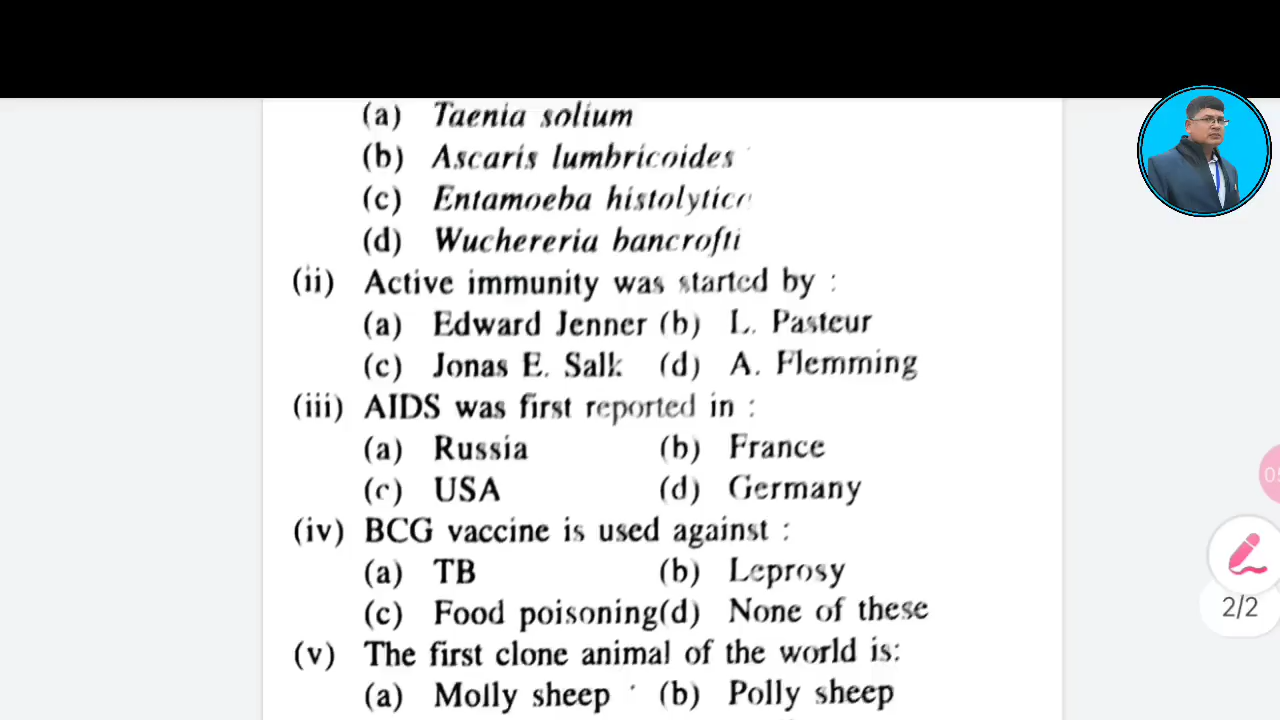 (a) Taenia solium
(b) Ascaris lumbricoides
(c) Entamoeba histolytica
(d) Wuchereria bancrofti
(ii) Active immunity was started by :
(a) Edward Jenner (b) L. Pasteur
(c) Jonas E. Salk (d) A. Flemming
(iii) AIDS was first reported in :
(a) Russia (b) France
(c) USA (d) Germany
(iv) BCG vaccine is used against :
(a) TB (b) Leprosy
(c) Food poisoning(d) None of these
(v) The first clone animal of the world is:
(a) Molly sheep (b) Polly sheep
2/2